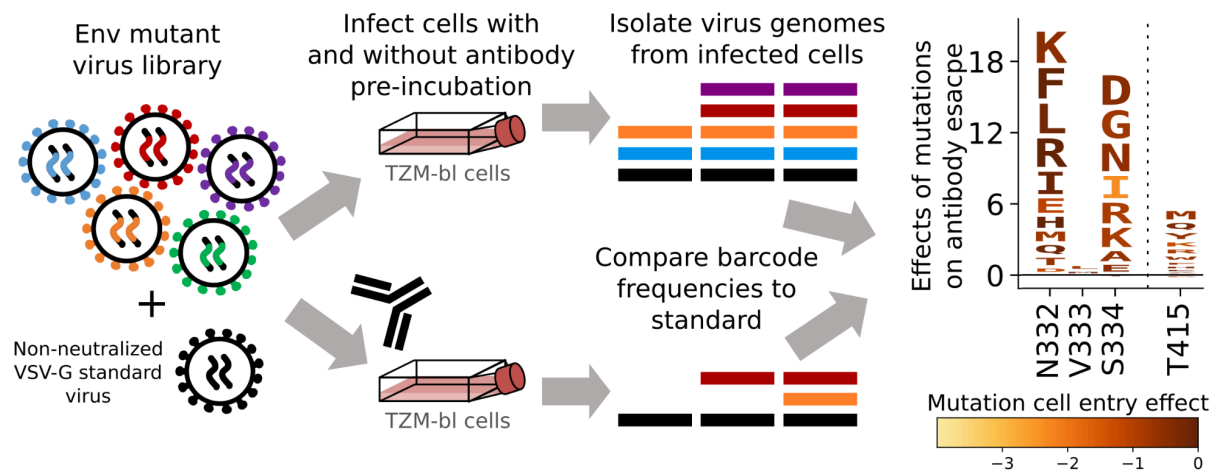 Env mutant
virus library
+
Non-neutralized
VSV-G standard
virus
Infect cells with
and without antibody
pre-incubation
TZM-bl cells
TZM-bl cells
Isolate virus genomes
from infected cells
Compare barcode
frequencies to
standard
Effects of mutations
on antibody essacpe
18
12
6
0
K
F
L
R
I
E
H
M
Q
T
D
D
G
N
I
R
K
A
E
M
Q
V
N332
V333
S334
T415
Mutation cell entry effect
−3
−2
−1
0